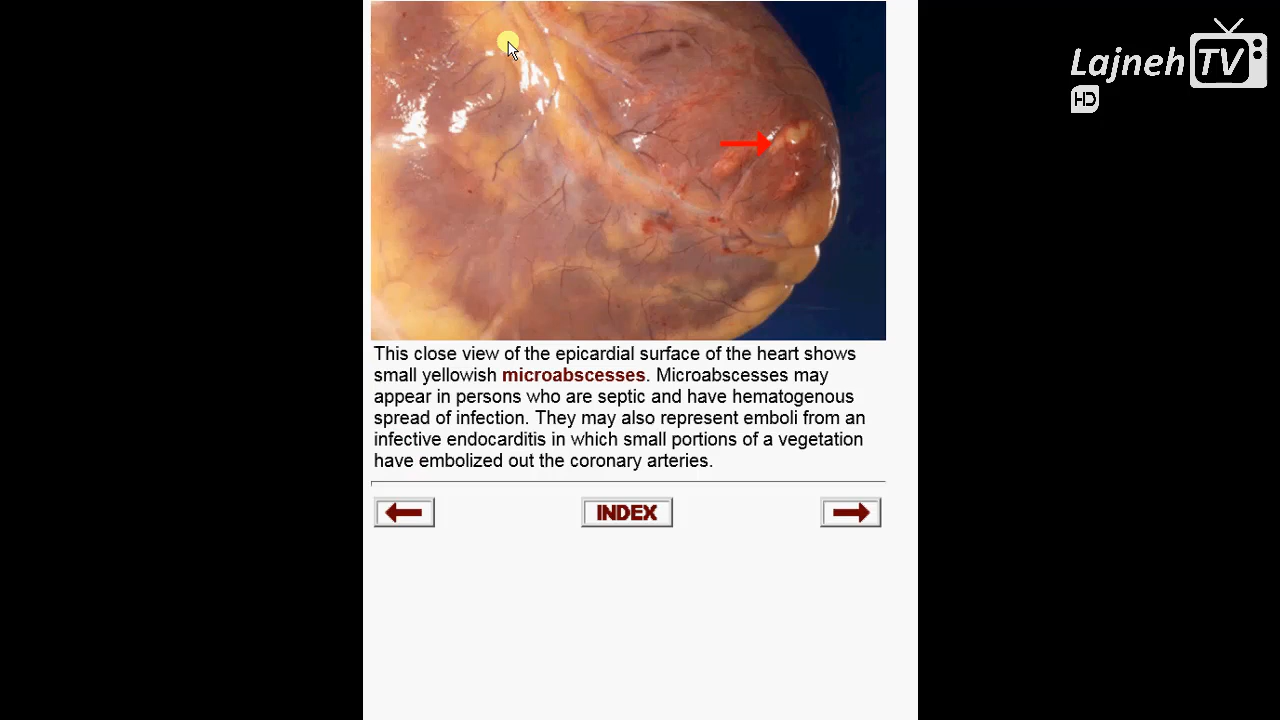 Lajneh TV
HD
This close view of the epicardial surface of the heart shows
small yellowish microabscesses. Microabscesses may
appear in persons who are septic and have hematogenous
spread of infection. They may also represent emboli from an
infective endocarditis in which small portions of a vegetation
have embolized out the coronary arteries.
INDEX